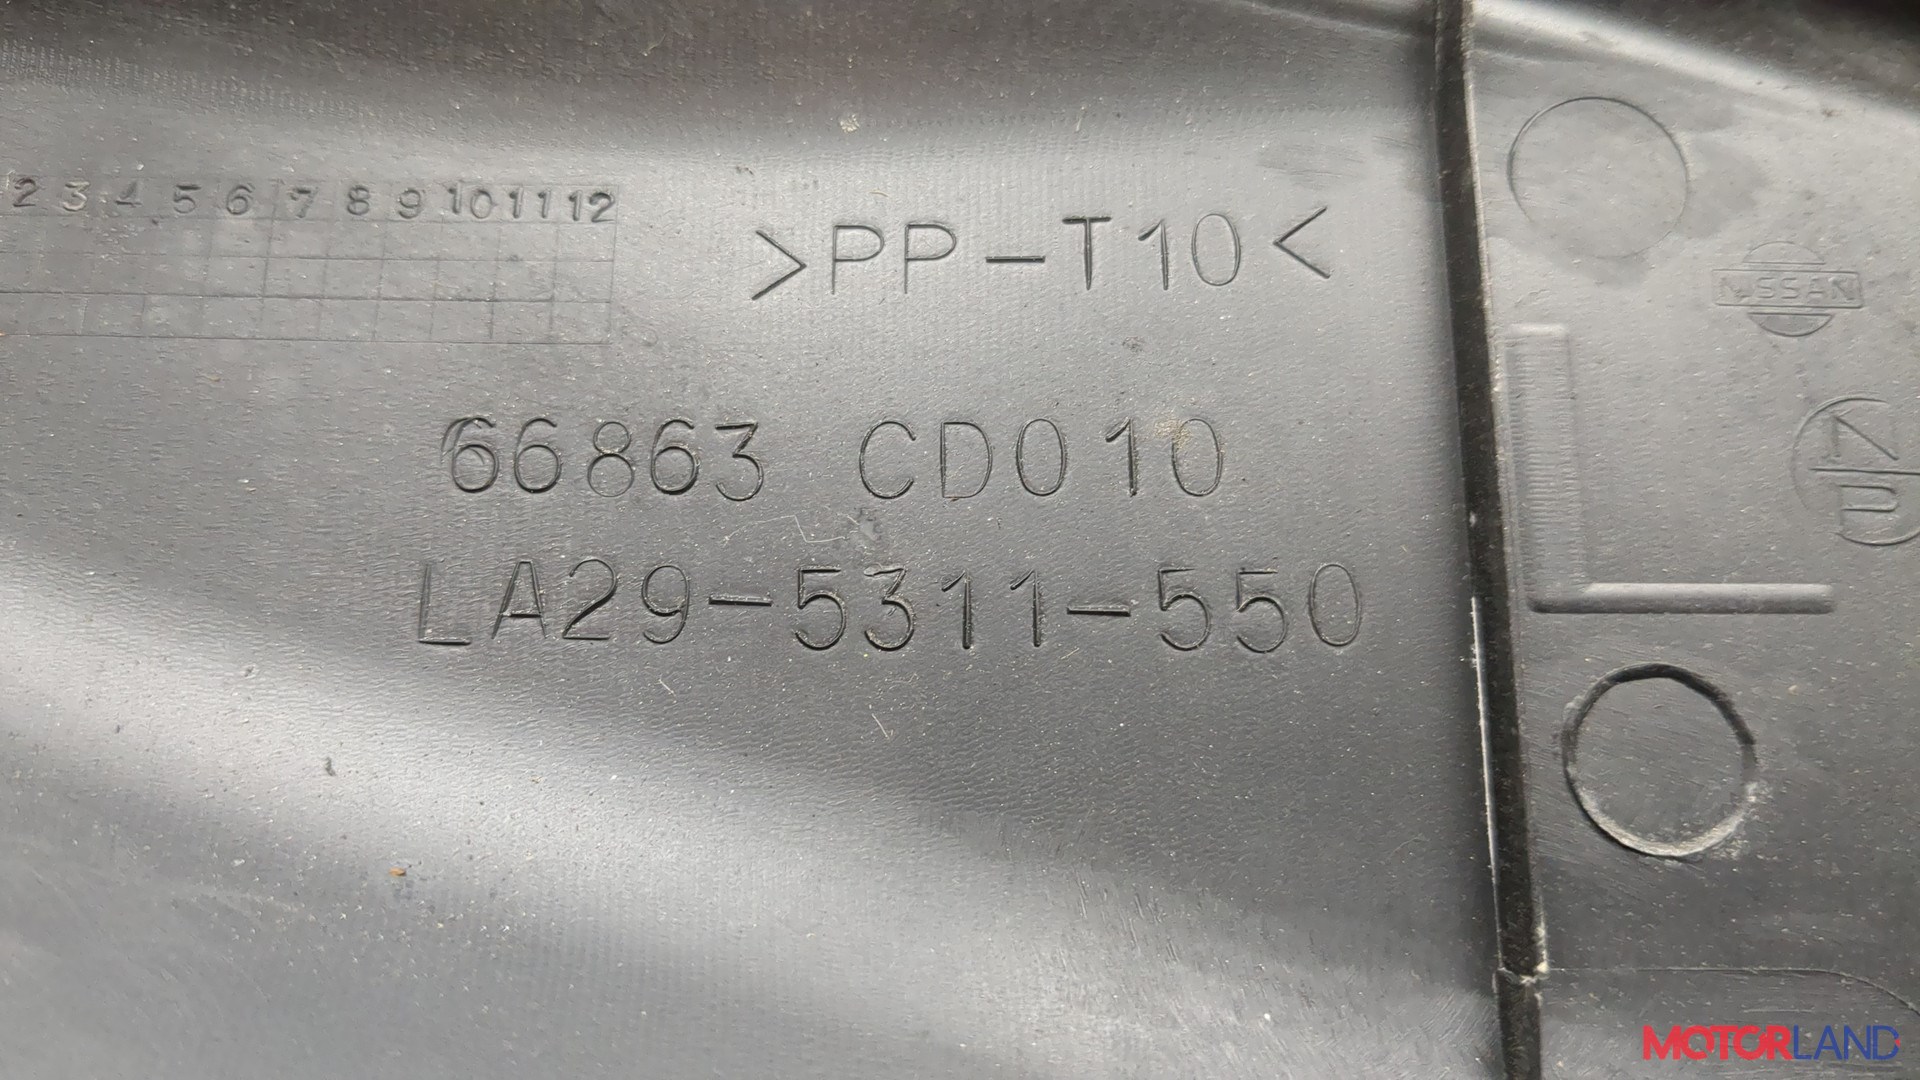 2 3 4 5 6 7 8 9 10 11 12
>PP-T10<
NISSAN
66863 CD010
N
P
LA29-5311-550
L
MOTORLAND